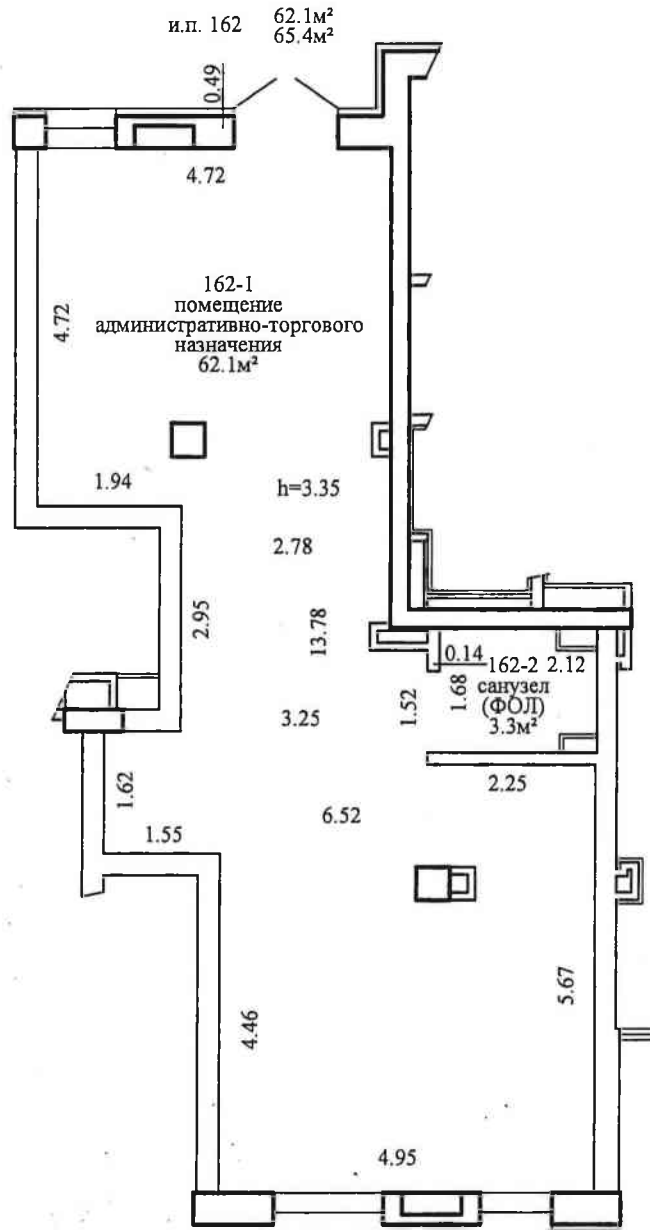 и.п. 162
62.1м²
65.4м²
0.49
4.72
4.72
162-1
помещение
административно-торгового
назначения
62.1м²
1.94
h=3.35
2.78
2.95
13.78
0.14
162-2
2.12
санузел
(ФОЛ)
3.3м²
1.68
1.52
3.25
2.25
1.62
6.52
1.55
5.67
4.46
4.95